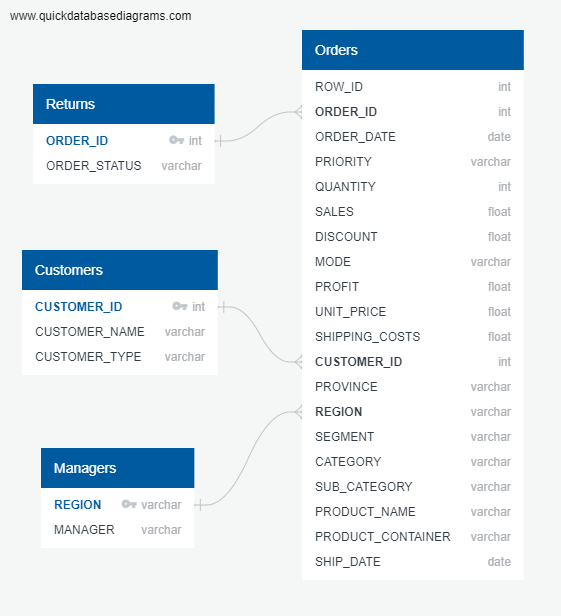 www.quickdatabasediagrams.com
Returns
ORDER_ID int
ORDER_STATUS varchar
Customers
CUSTOMER_ID int
CUSTOMER_NAME varchar
CUSTOMER_TYPE varchar
Managers
REGION varchar
MANAGER varchar
Orders
ROW_ID int
ORDER_ID int
ORDER_DATE date
PRIORITY varchar
QUANTITY int
SALES float
DISCOUNT float
MODE varchar
PROFIT float
UNIT_PRICE float
SHIPPING_COSTS float
CUSTOMER_ID int
PROVINCE varchar
REGION varchar
SEGMENT varchar
CATEGORY varchar
SUB_CATEGORY varchar
PRODUCT_NAME varchar
PRODUCT_CONTAINER varchar
SHIP_DATE date